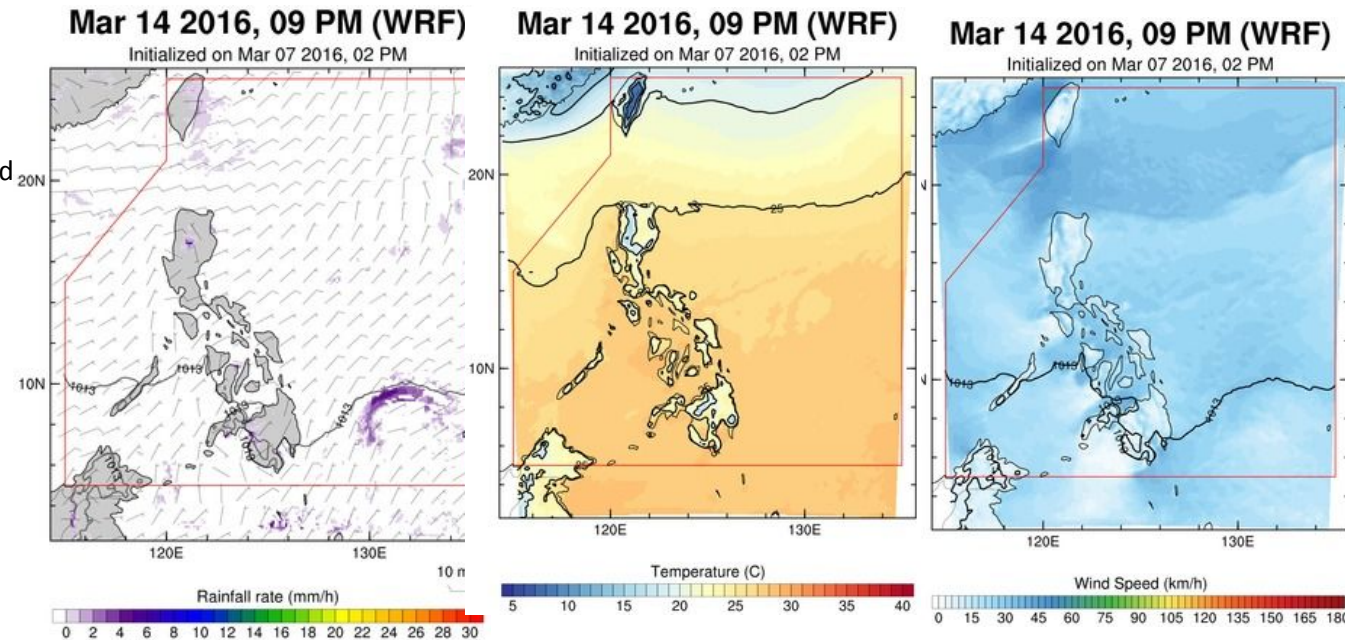 Mar 14 2016, 09 PM (WRF)
Initialized on Mar 07 2016, 02 PM
d
20N
10N
1013
1013
1013
1013
120E
130E
10 m
Rainfall rate (mm/hr)
0 2 4 6 8 10 12 14 16 18 20 22 24 26 28 30
Mar 14 2016, 09 PM (WRF)
Initialized on Mar 07 2016, 02 PM
20N
10N
25
120E
130E
Temperature (C)
5 10 15 20 25 30 35 40
Mar 14 2016, 09 PM (WRF)
Initialized on Mar 07 2016, 02 PM
1013
1013
1013
120E
130E
Wind Speed (km/h)
0 15 30 45 60 75 90 105 120 135 150 165 180